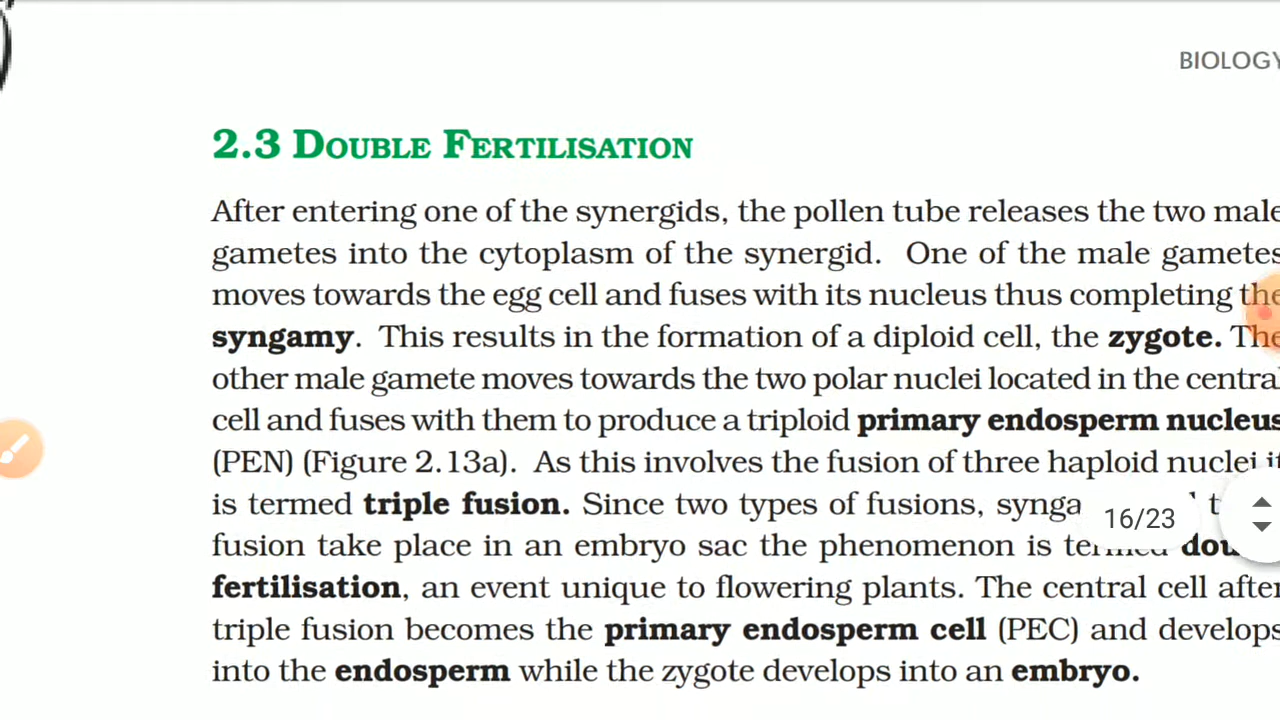 BIOLOGY
2.3 DOUBLE FERTILISATION
After entering one of the synergids, the pollen tube releases the two male
gametes into the cytoplasm of the synergid. One of the male gametes
moves towards the egg cell and fuses with its nucleus thus completing the
syngamy. This results in the formation of a diploid cell, the zygote. The
other male gamete moves towards the two polar nuclei located in the central
cell and fuses with them to produce a triploid primary endosperm nucleus
(PEN) (Figure 2.13a). As this involves the fusion of three haploid nuclei it
is termed triple fusion. Since two types of fusions,
16/23
fusion take place in an embryo sac the phenomenon is termed
fertilisation, an event unique to flowering plants. The central cell after
triple fusion becomes the primary endosperm cell (PEC) and develops
into the endosperm while the zygote develops into an embryo.